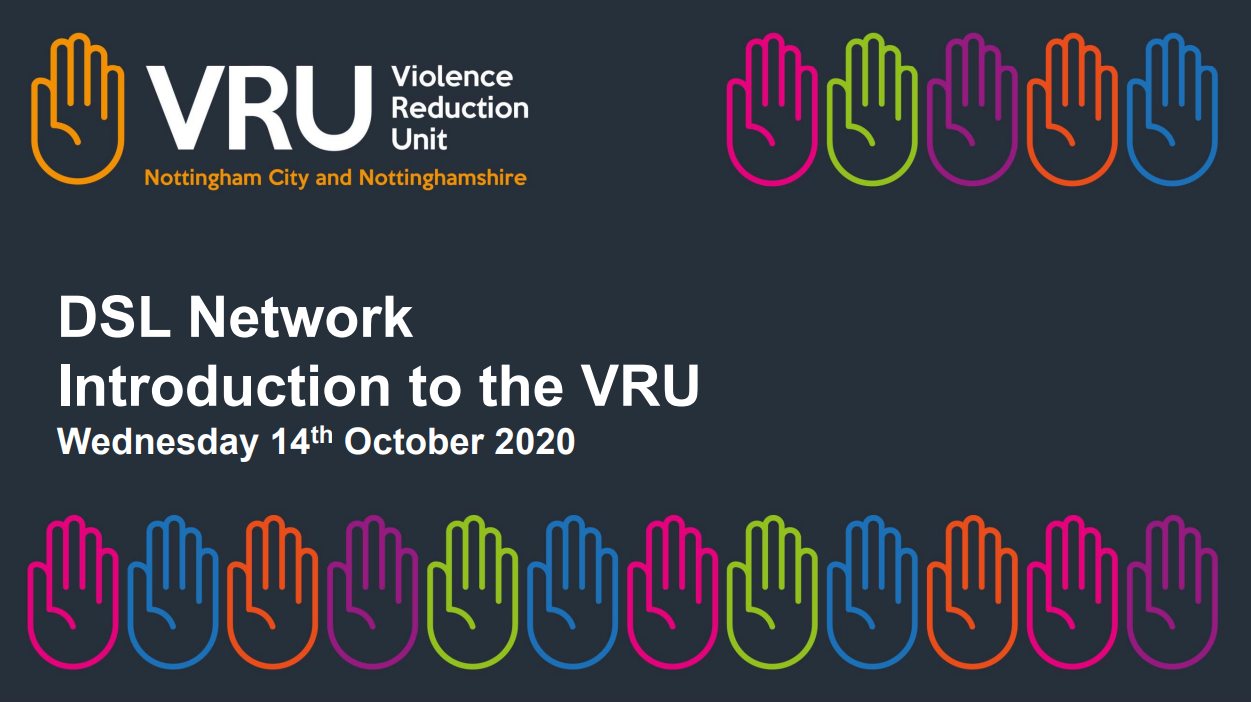 VRU
Violence
Reduction
Unit
Nottingham City and Nottinghamshire
DSL Network
Introduction to the VRU
Wednesday 14th October 2020